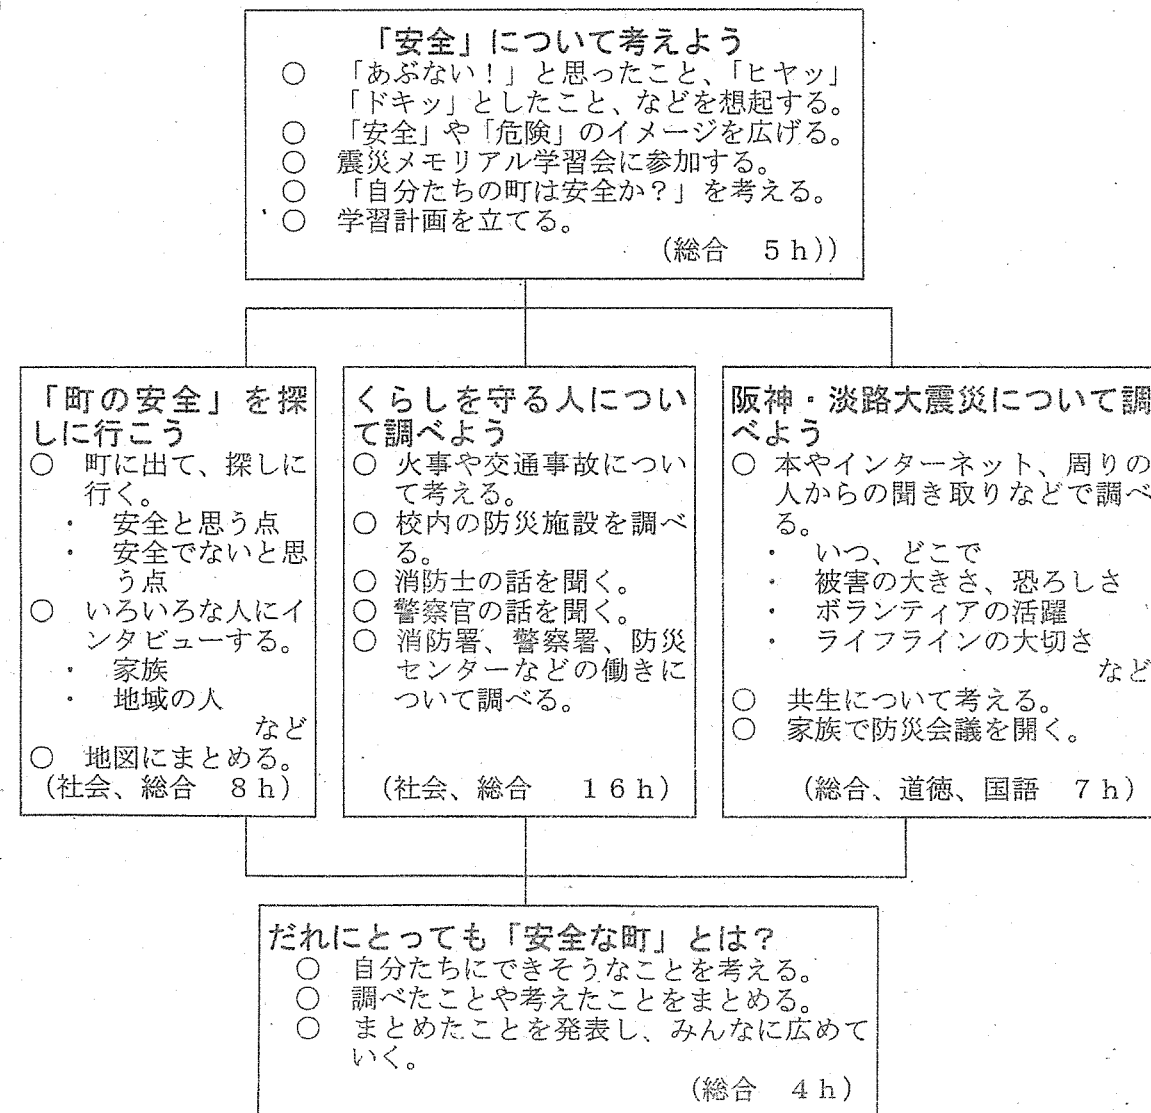 「安全」について考えよう
○ 「あぶない！」と思ったこと、「ヒヤッ」
「ドキッ」としたこと、などを想起する。
○ 「安全」や「危険」のイメージを広げる。
○ 震災メモリアル学習会に参加する。
○ 「自分たちの町は安全か？」を考える。
○ 学習計画を立てる。
(総合 5h))
「町の安全」を探
しに行こう
○ 町に出て、探しに
行く。
・ 安全と思う点
・ 安全でないと思
う点
○ いろいろな人にイ
ンタビューする。
・ 家族
・ 地域の人
など
○ 地図にまとめる。
(社会、総合 8h)
くらしを守る人につい
て調べよう
○ 火事や交通事故につい
て考える。
○ 校内の防災施設を調べ
る。
○ 消防士の話を聞く。
○ 警察官の話を聞く。
○ 消防署、警察署、防災
センターなどの働きに
ついて調べる。
(社会、総合 16h)
阪神・淡路大震災について調
べよう
○ 本やインターネット、周りの
人からの聞き取りなどで調べ
る。
・ いつ、どこで
・ 被害の大きさ、恐ろしさ
・ ボランティアの活躍
・ ライフラインの大切さ
など
○ 共生について考える。
○ 家族で防災会議を開く。
(総合、道徳、国語 7h)
だれにとっても「安全な町」とは？
○ 自分たちにできそうなことを考える。
○ 調べたことや考えたことをまとめる。
○ まとめたことを発表し、みんなに広めて
いく。
(総合 4h)